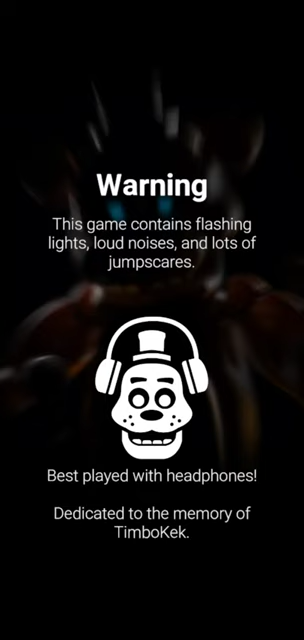 Warning
This game contains flashing
lights, loud noises, and lots of
jumpscares.
Best played with headphones!
Dedicated to the memory of
TimboKek.